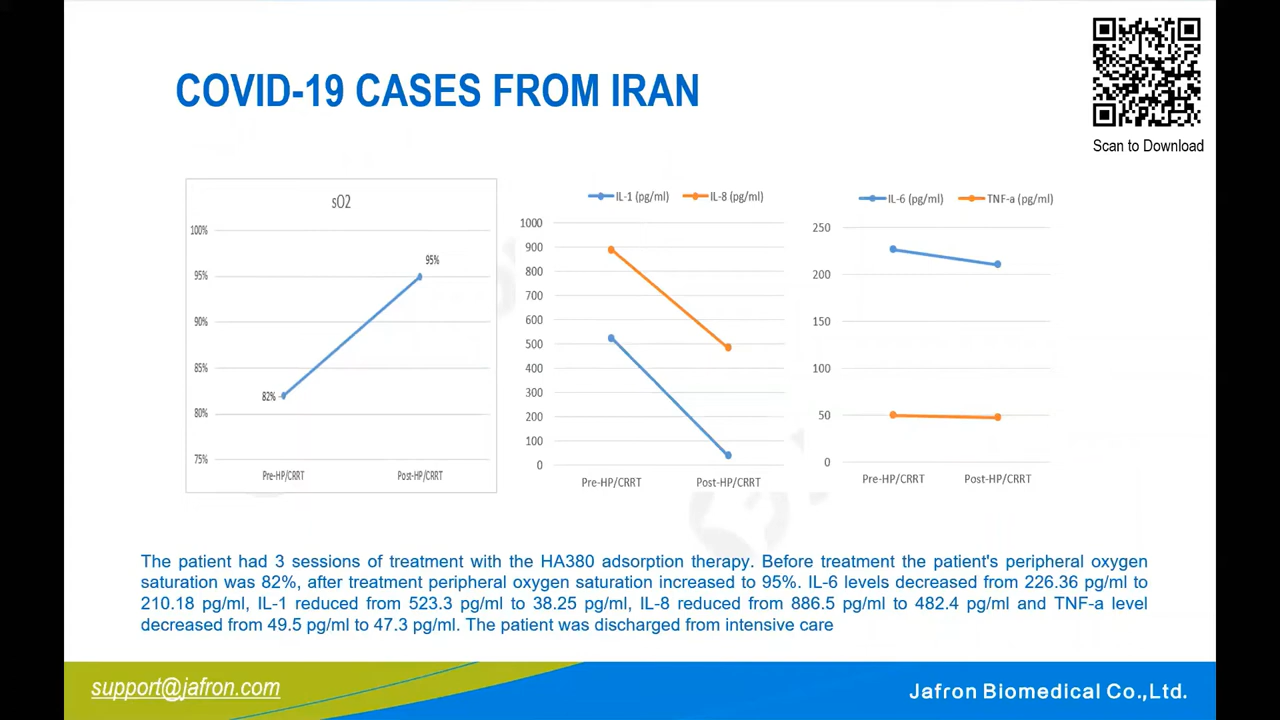 COVID-19 CASES FROM IRAN
Scan to Download
sO2
100%
95%
90%
85%
80%
75%
82%
95%
Pre-HP/CRRT
Post-HP/CRRT
IL-1 (pg/ml)
IL-8 (pg/ml)
1000
900
800
700
600
500
400
300
200
100
0
Pre-HP/CRRT
Post-HP/CRRT
IL-6 (pg/ml)
TNF-a (pg/ml)
250
200
150
100
50
0
Pre-HP/CRRT
Post-HP/CRRT
The patient had 3 sessions of treatment with the HA380 adsorption therapy. Before treatment the patient's peripheral oxygen
saturation was 82%, after treatment peripheral oxygen saturation increased to 95%. IL-6 levels decreased from 226.36 pg/ml to
210.18 pg/ml, IL-1 reduced from 523.3 pg/ml to 38.25 pg/ml, IL-8 reduced from 886.5 pg/ml to 482.4 pg/ml and TNF-a level
decreased from 49.5 pg/ml to 47.3 pg/ml. The patient was discharged from intensive care
support@jafron.com
Jafron Biomedical Co.,Ltd.